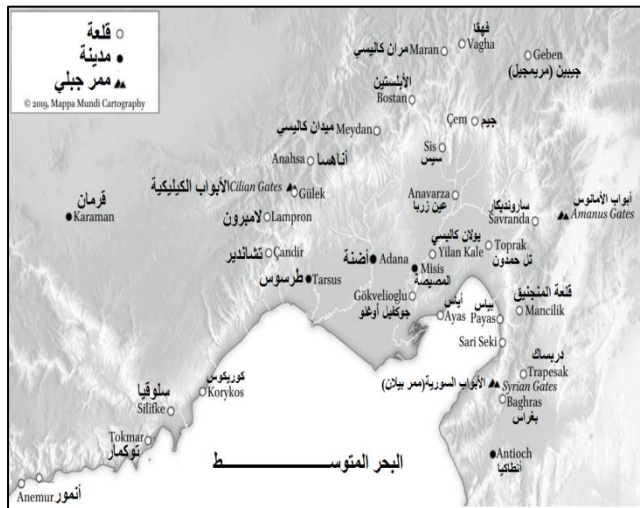 قلعة
مدينة
ممر جبلي
© 2019, Mappa Mundi Cartography
فهقا
Vagha
مران كاليسي
Maran
Geben
جيبين (مريمجيل)
الأبلستين
Bostan
ميدان كاليسي
Meydan
Çem
جيم
Sis
سيس
أناهسا
Anahsa
الأبواب الكيليكية
Cilian Gates
Gülek
Anavarza
عين زربا
أبواب الأمانوس
Amanus Gates
سارونديكار
Savranda
قرمان
Karaman
لامبرون
Lampron
يولان كاليسي
Yilan Kale
Toprak
تل حمدون
تشاندير
Çandir
أضنة
Adana
Misis
المصيصة
طرسوس
Tarsus
Gökvelioglu
جوكفيل أوغلو
أياس
Ayas
بياس
Payas
قلعة المنجنيق
Mancilik
Sari Seki
دربساك
Trapesak
الأبواب السورية(ممر بيلان)
Syrian Gates
Baghras
بغراس
كوريكوس
Korykos
سلوقيا
Silifke
Tokmar
توكمار
البحر المتوسـط
Antioch
أنطاكيا
Anemur
أنمور